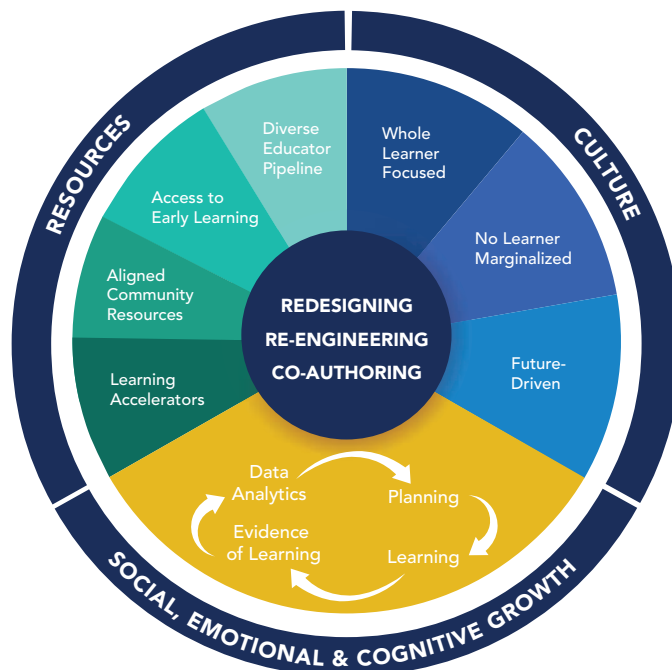 RESOURCES
CULTURE
Diverse
Educator
Pipeline
Whole
Learner
Focused
Access to
Early Learning
No Learner
Marginalized
Aligned
Community
Resources
REDESIGNING
RE-ENGINEERING
CO-AUTHORING
Learning
Accelerators
Future-
Driven
Data
Analytics
Planning
Evidence
of Learning
Learning
SOCIAL, EMOTIONAL & COGNITIVE GROWTH